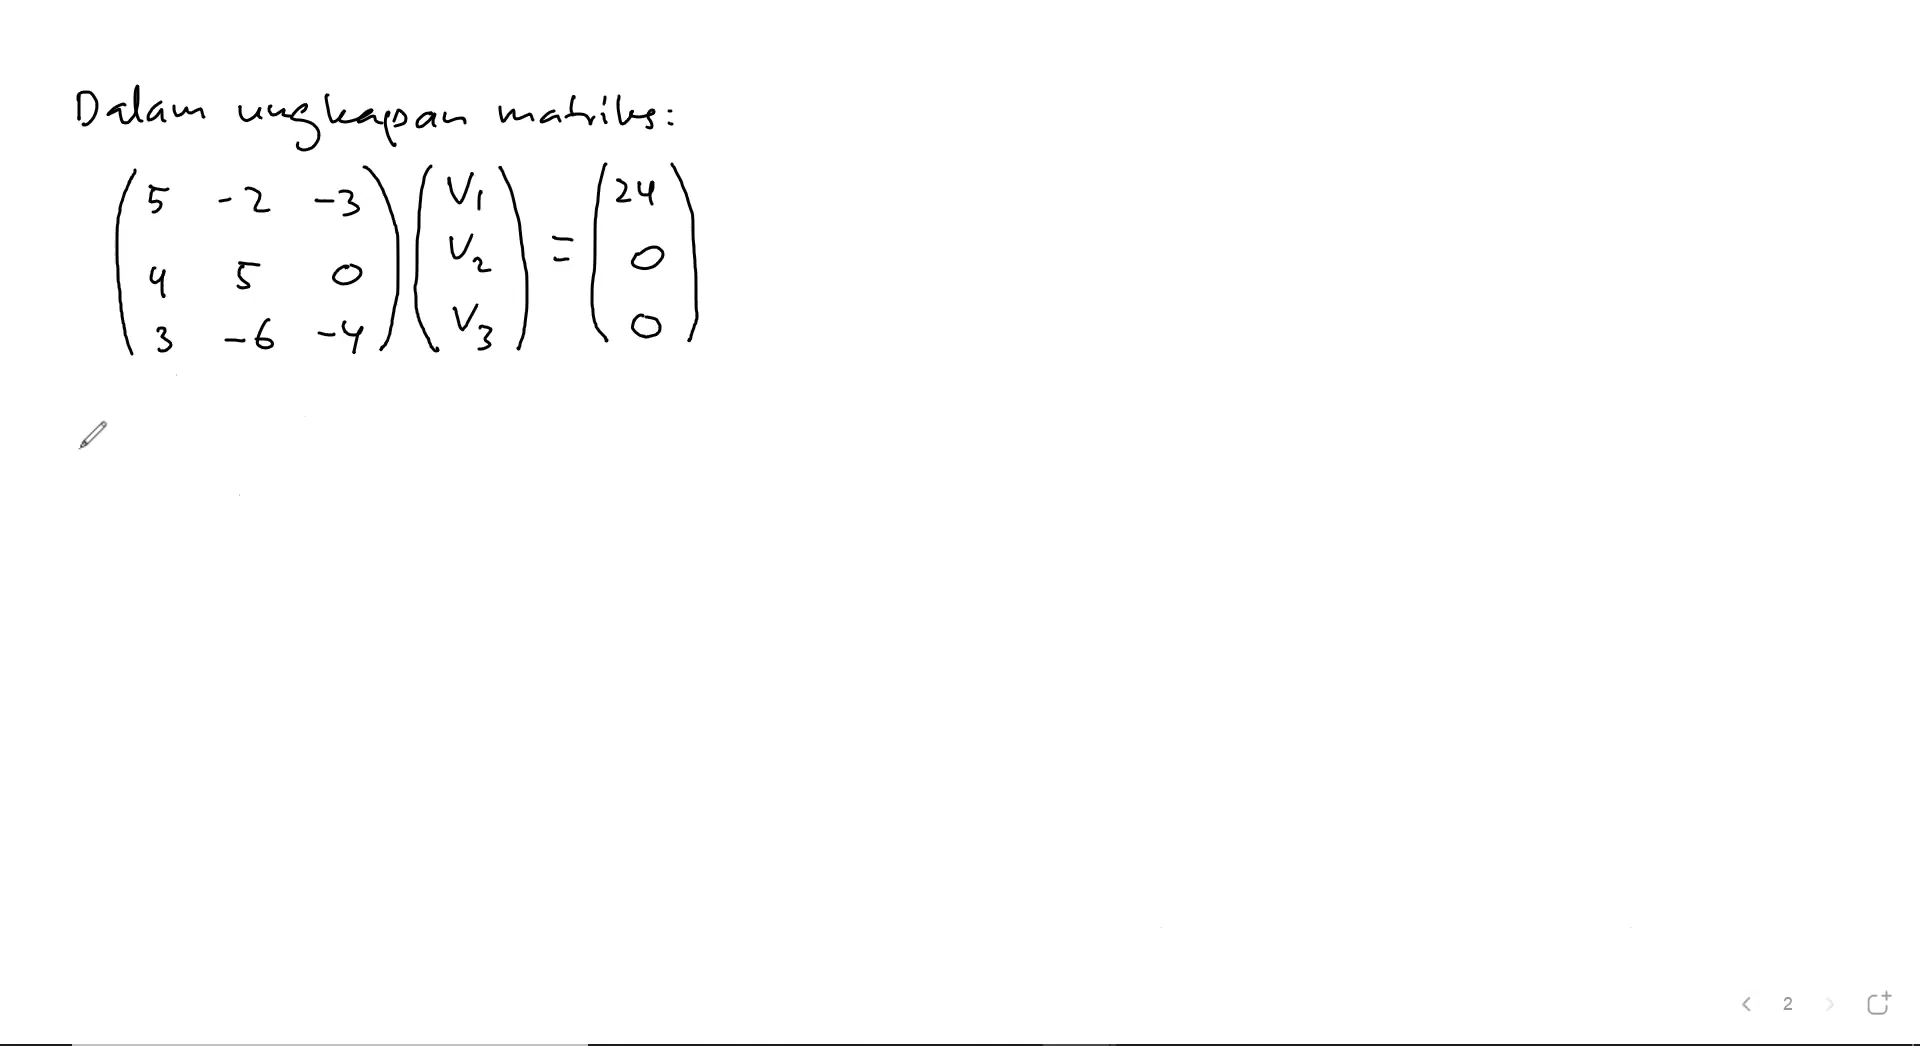 Dalam ungkapan matriks:
5 -2 -3 V1 24
4 5 0 V2 = 0
3 -6 -4 V3 0
2